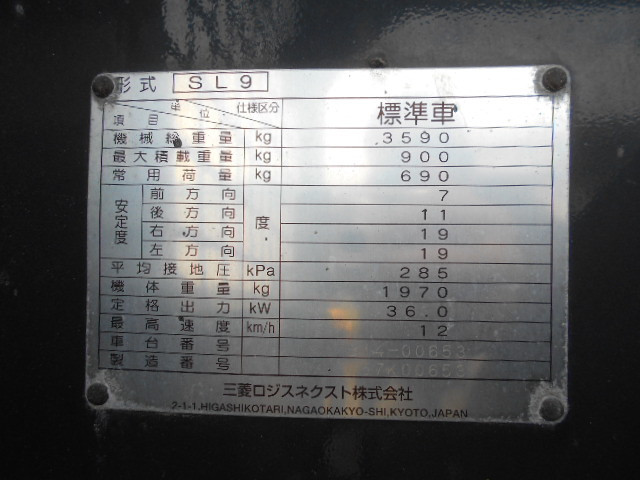 形式 SL9
項目 単位 仕様区分 標準車
機械総重量 kg 3590
最大積載重量 kg 900
常用荷量 kg 690
安定度 前方向 度 7
後方向 11
右方向 19
左方向 19
平均接地圧 kPa 285
機体重量 kg 1970
定格出力 kW 36.0
最高速度 km/h 12
車台番号 -00653
製造番号 -00653
三菱ロジスネクスト株式会社
2-1-1,HIGASHIKOTARI,NAGAOKAKYO-SHI,KYOTO,JAPAN